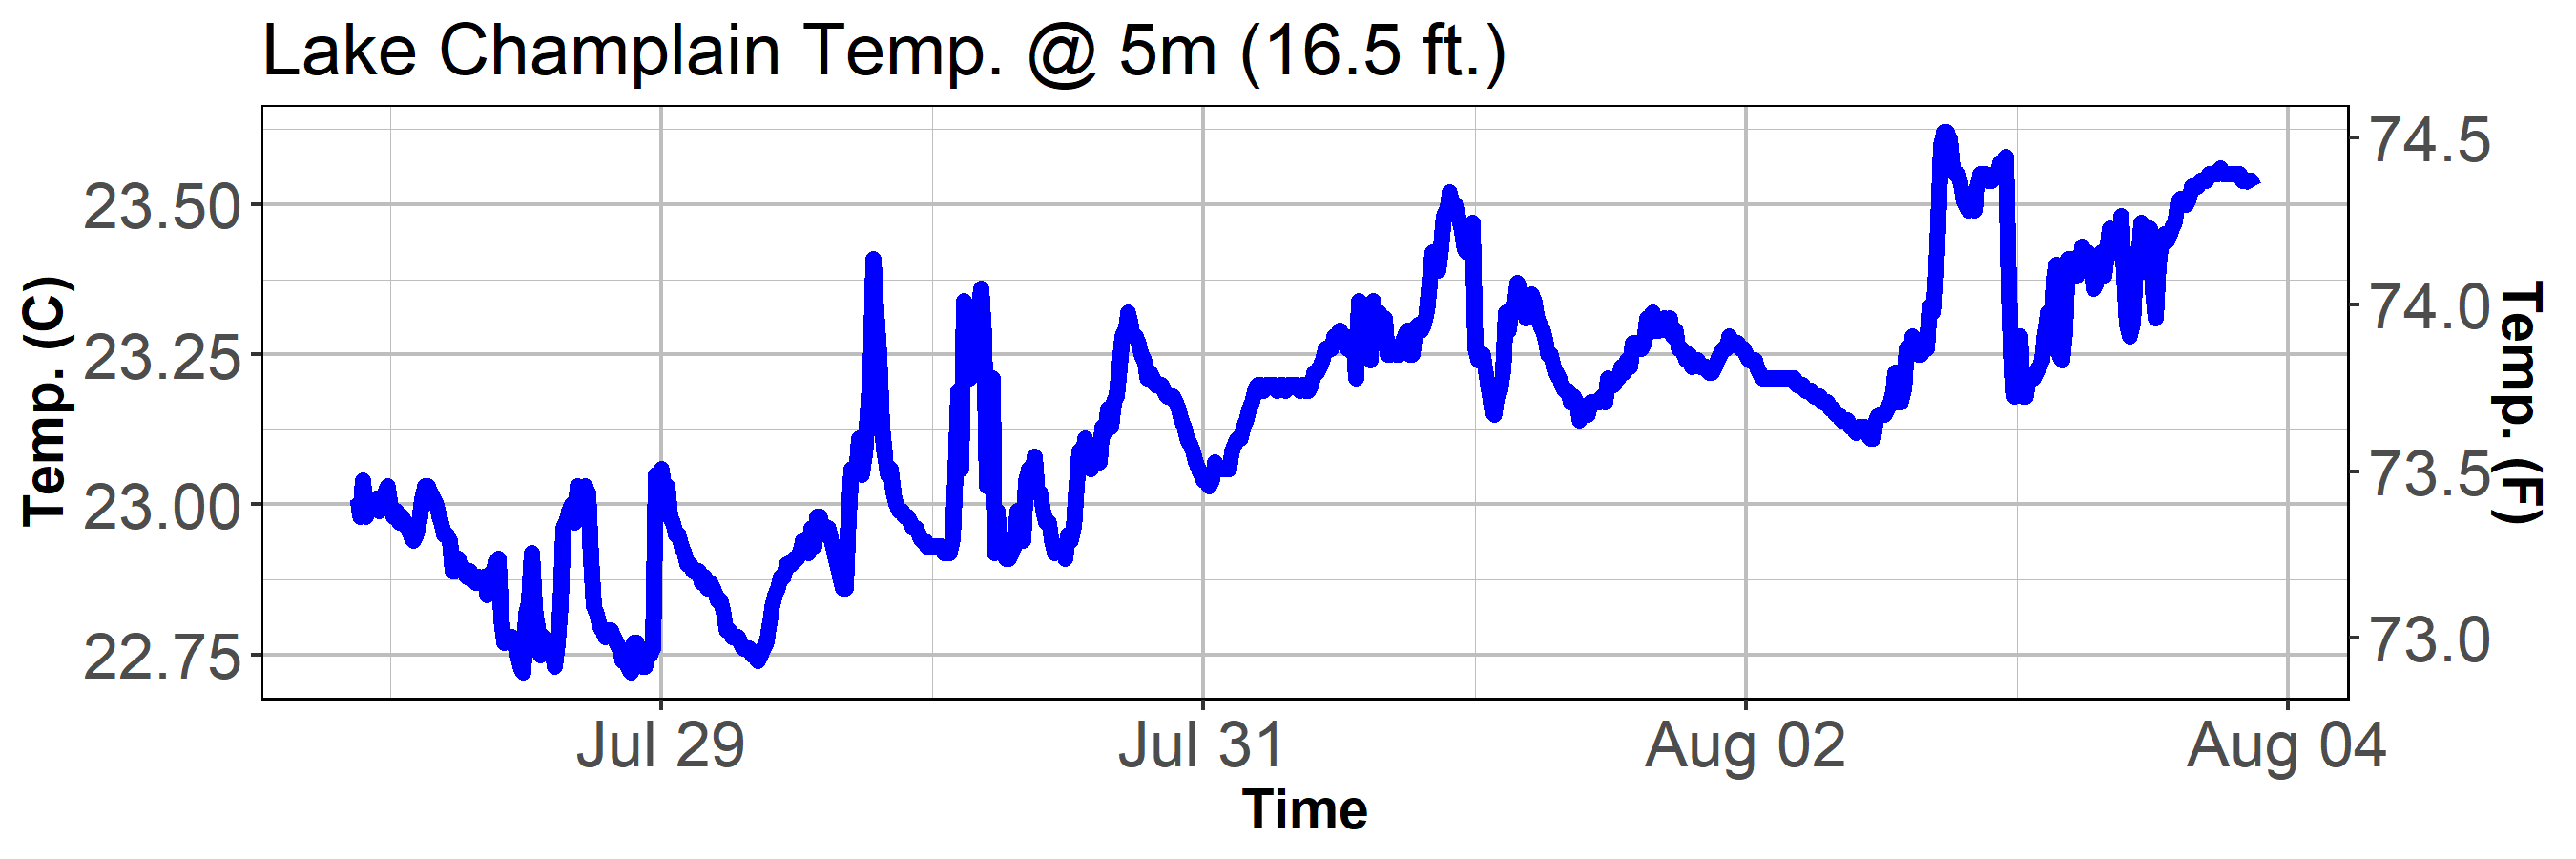 Lake Champlain Temp. @ 5m (16.5 ft.)
Temp. (C)
23.50
23.25
23.00
22.75
74.5
74.0
73.5
73.0
Temp. (F)
Jul 29
Jul 31
Aug 02
Aug 04
Time